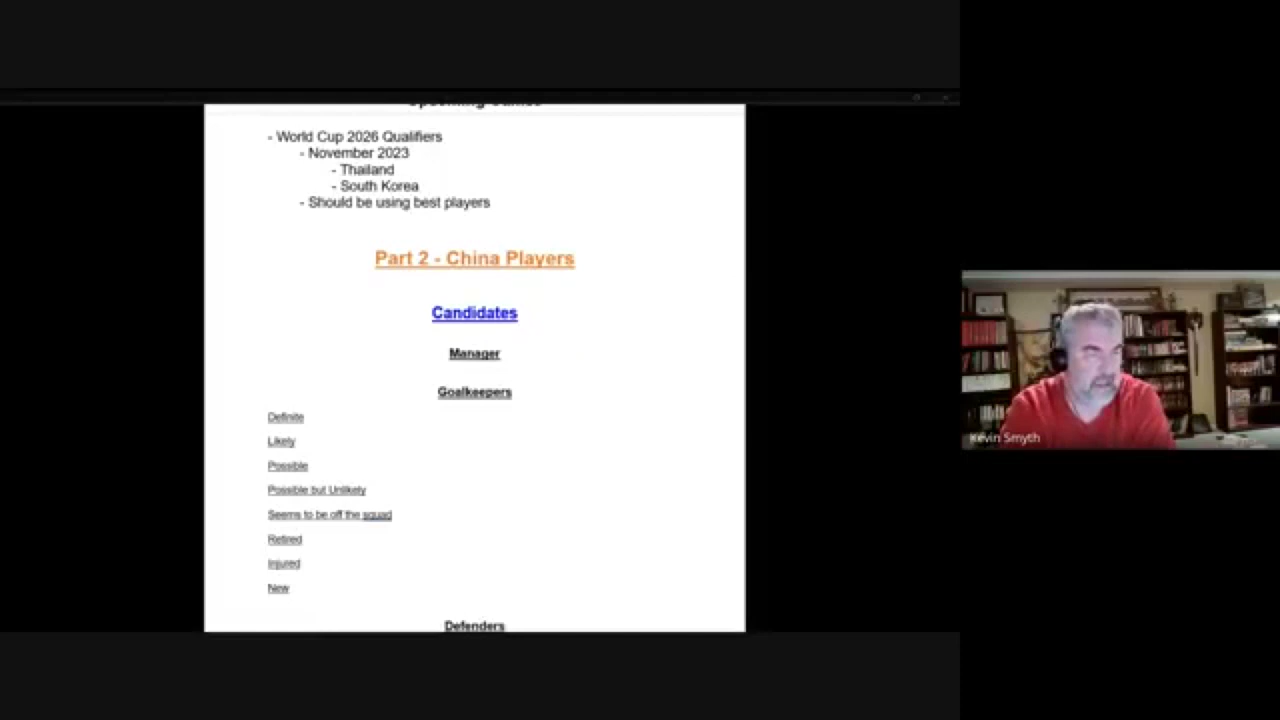 - World Cup 2026 Qualifiers
- November 2023
- Thailand
- South Korea
- Should be using best players
Part 2 - China Players
Candidates
Manager
Goalkeepers
Definite
Likely
Possible
Possible but Unlikely
Seems to be off the squad
Retired
Injured
New
Defenders
Kevin Smyth